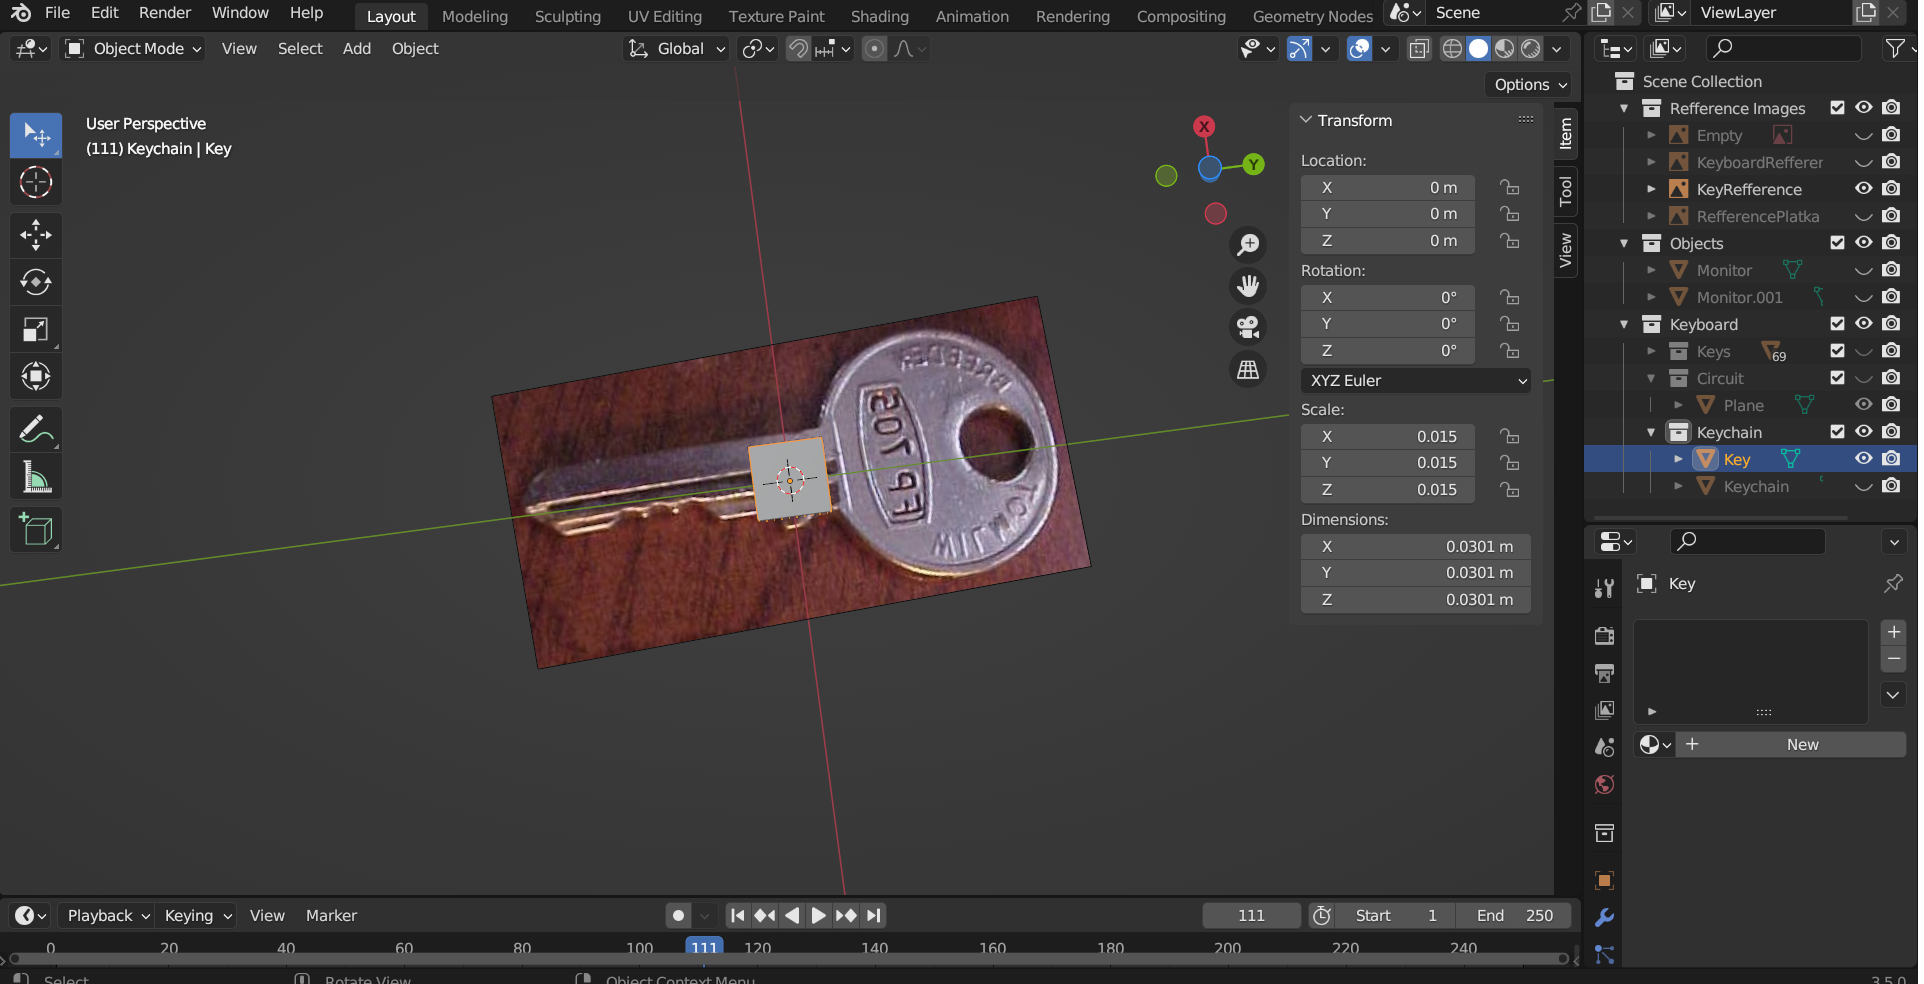 File Edit Render Window Help Layout Modeling Sculpting UV Editing Texture Paint Shading Animation Rendering Compositing Geometry Nodes Scene ViewLayer
Object Mode View Select Add Object Global
Options
User Perspective
(111) Keychain | Key
X
Y
Transform
Location:
X 0 m
Y 0 m
Z 0 m
Rotation:
X 0°
Y 0°
Z 0°
XYZ Euler
Scale:
X 0.015
Y 0.015
Z 0.015
Dimensions:
X 0.0301 m
Y 0.0301 m
Z 0.0301 m
Item
Tool
View
Scene Collection
Refference Images
Empty
KeyboardRefferer
KeyRefference
RefferencePlatka
Objects
Monitor
Monitor.001
Keyboard
Keys 69
Circuit
Plane
Keychain
Key
Keychain
Key
New
Playback Keying View Marker 111 Start 1 End 250
0 20 40 60 80 100 111 120 140 160 180 200 220 240
Select Rotate View Object Context Menu 3.5.0